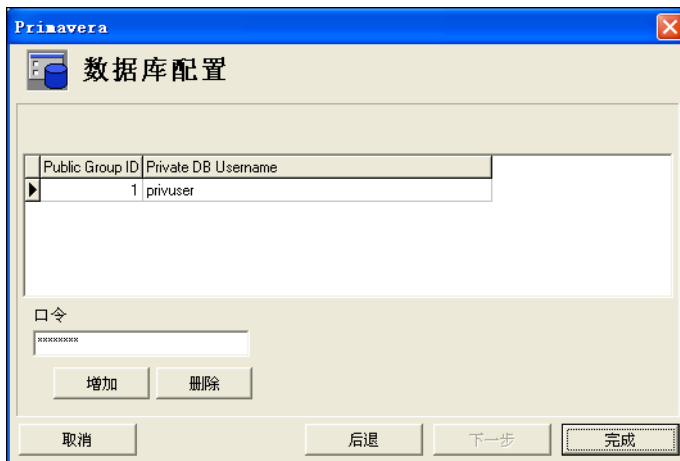 Primavera
数据库配置
Public Group ID Private DB Username
1 privuser
口令
********
增加 删除
取消 后退 下一步 完成